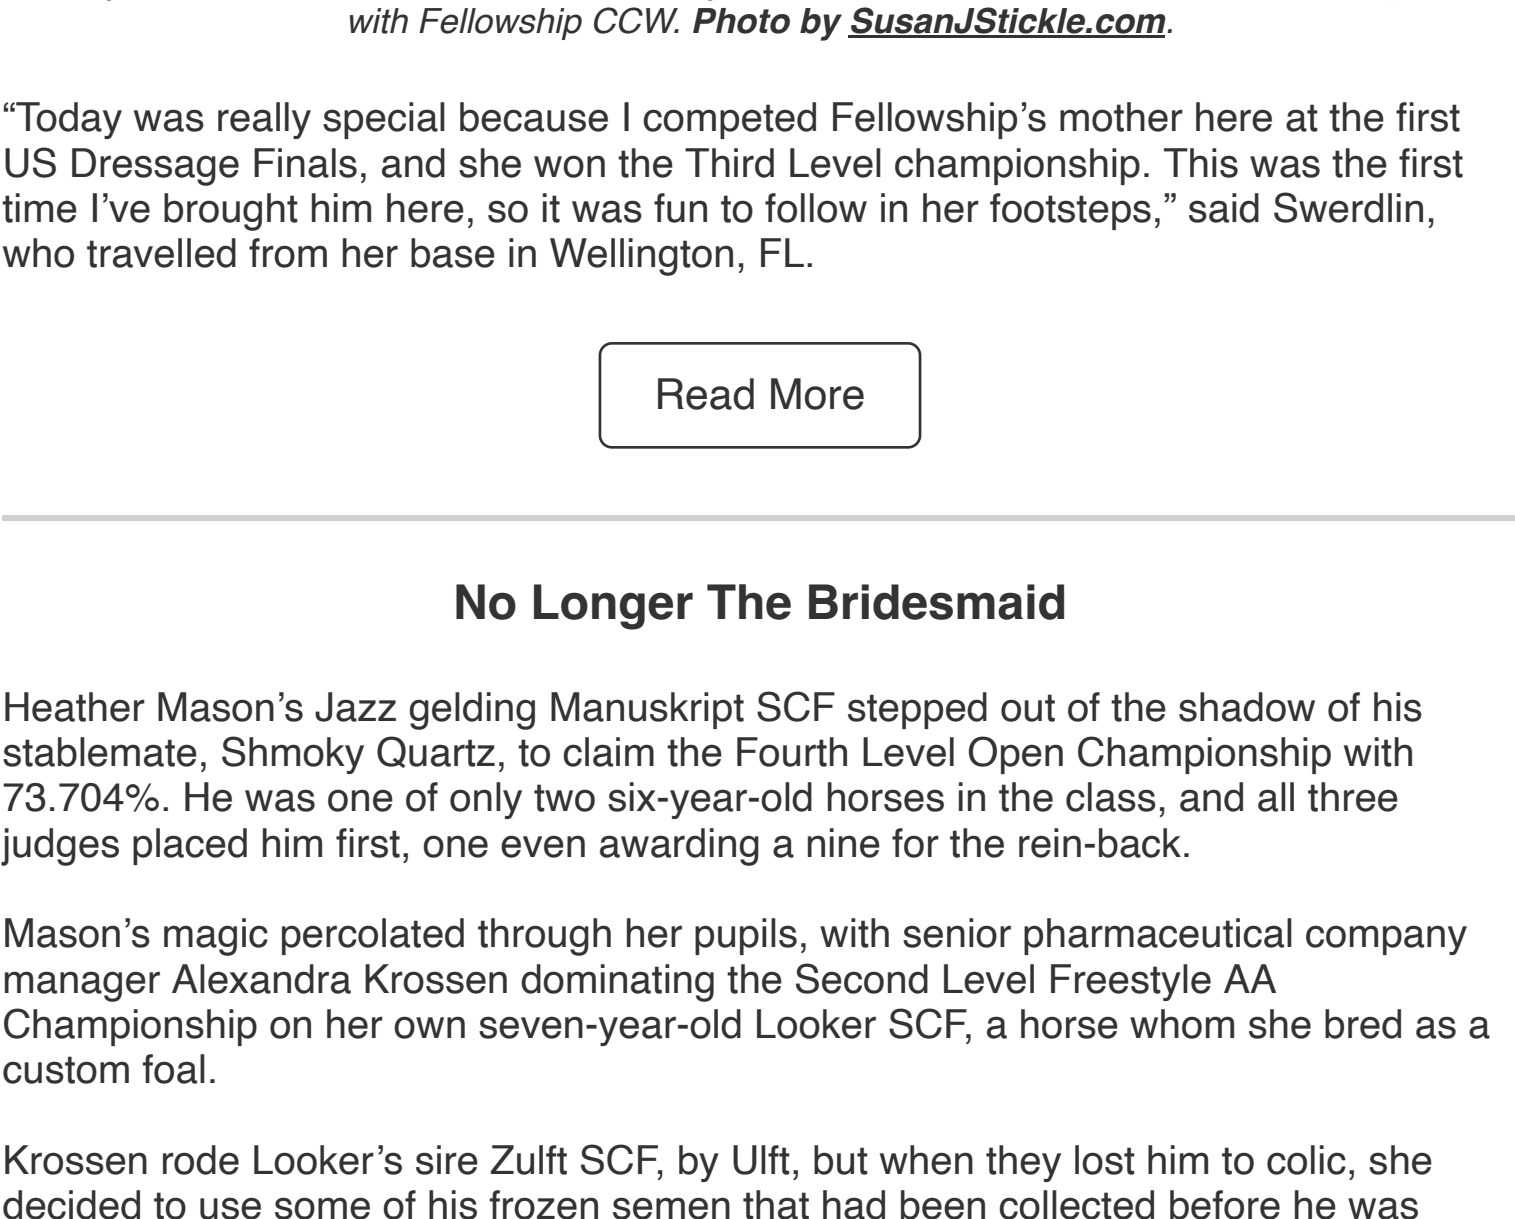 with Fellowship CCW. Photo by SusanJStickle.com.
“Today was really special because I competed Fellowship’s mother here at the first
US Dressage Finals, and she won the Third Level championship. This was the first
time I’ve brought him here, so it was fun to follow in her footsteps,” said Swerdlin,
who travelled from her base in Wellington, FL.
Read More
No Longer The Bridesmaid
Heather Mason’s Jazz gelding Manuskript SCF stepped out of the shadow of his
stablemate, Shmoky Quartz, to claim the Fourth Level Open Championship with
73.704%. He was one of only two six-year-old horses in the class, and all three
judges placed him first, one even awarding a nine for the rein-back.
Mason’s magic percolated through her pupils, with senior pharmaceutical company
manager Alexandra Krossen dominating the Second Level Freestyle AA
Championship on her own seven-year-old Looker SCF, a horse whom she bred as a
custom foal.
Krossen rode Looker’s sire Zulft SCF, by Ulft, but when they lost him to colic, she
decided to use some of his frozen semen that had been collected before he was